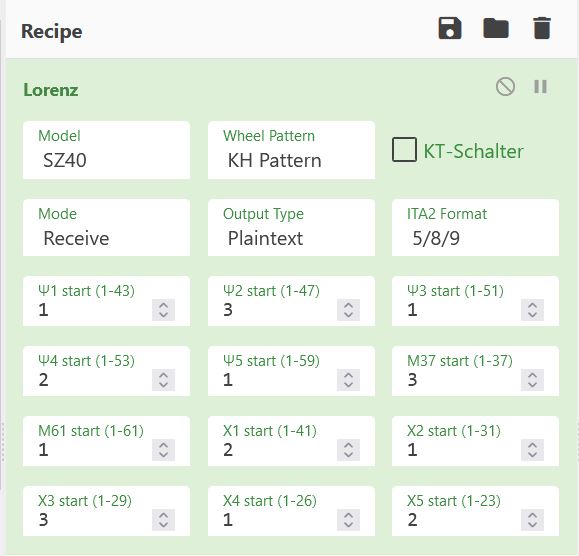 Recipe
Lorenz
Model Wheel Pattern
SZ40 KH Pattern KT-Schalter
Mode Output Type ITA2 Format
Receive Plaintext 5/8/9
Ψ1 start (1-43) Ψ2 start (1-47) Ψ3 start (1-51)
1 3 1
Ψ4 start (1-53) Ψ5 start (1-59) M37 start (1-37)
2 1 3
M61 start (1-61) X1 start (1-41) X2 start (1-31)
1 2 1
X3 start (1-29) X4 start (1-26) X5 start (1-23)
3 1 2